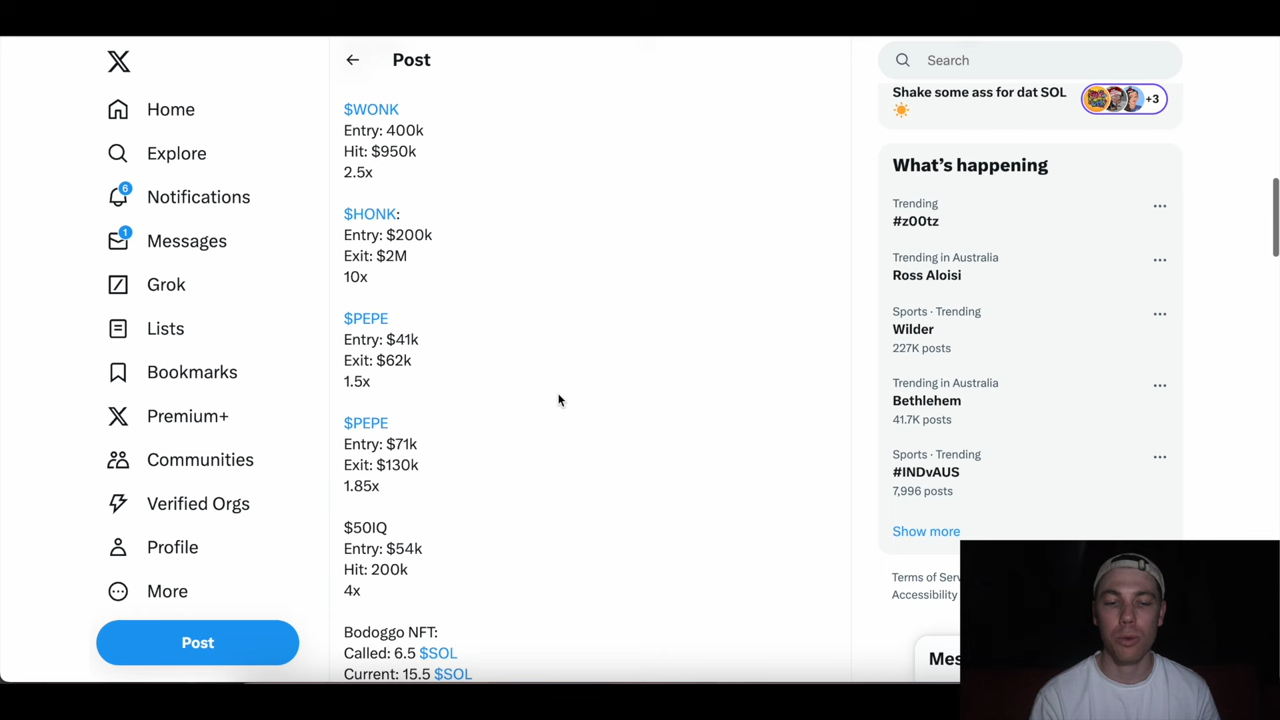 Home
Explore
6
Notifications
1
Messages
Grok
Lists
Bookmarks
Premium+
Communities
Verified Orgs
Profile
More
Post
Post
$WONK
Entry: 400k
Hit: $950k
2.5x
$HONK:
Entry: $200k
Exit: $2M
10x
$PEPE
Entry: $41k
Exit: $62k
1.5x
$PEPE
Entry: $71k
Exit: $130k
1.85x
$50IQ
Entry: $54k
Hit: 200k
4x
Bodoggo NFT:
Called: 6.5 $SOL
Current: 15.5 $SOL
Search
Shake some ass for dat SOL
+3
What's happening
Trending
#z00tz
Trending in Australia
Ross Aloisi
Sports · Trending
Wilder
227K posts
Trending in Australia
Bethlehem
41.7K posts
Sports · Trending
#INDvAUS
7,996 posts
Show more
Terms of Serv
Accessibility
Mes